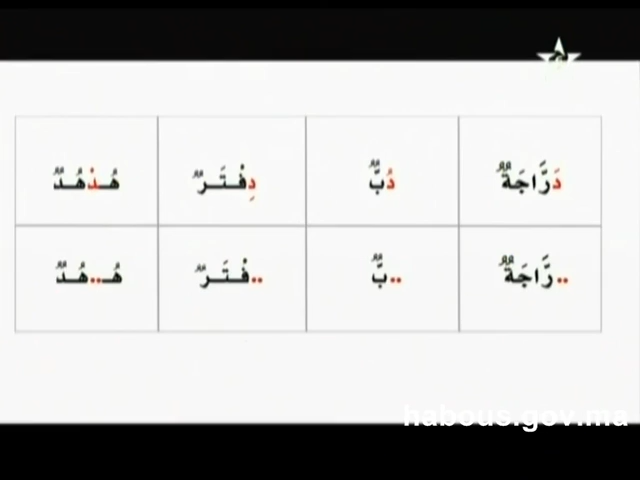 دَرَّاجَةٌ دُبٌّ دِفْتَرٌ هُدْهُدٌ
..رَّاجَةٌ ..بٌّ ..فْتَرٌ هُـ..هُدٌ
habous.gov.ma